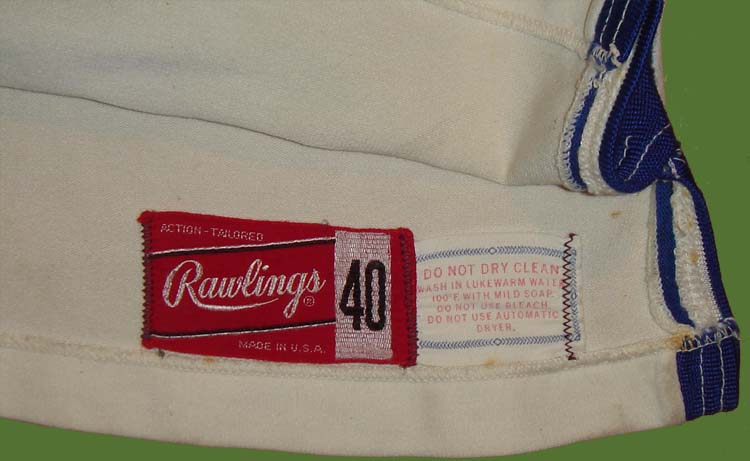 ACTION-TAILORED
Rawlings®
40
MADE IN U.S.A.
DO NOT DRY CLEAN
WASH IN LUKEWARM WATER
100°F. WITH MILD SOAP.
DO NOT USE BLEACH.
DO NOT USE AUTOMATIC
DRYER.